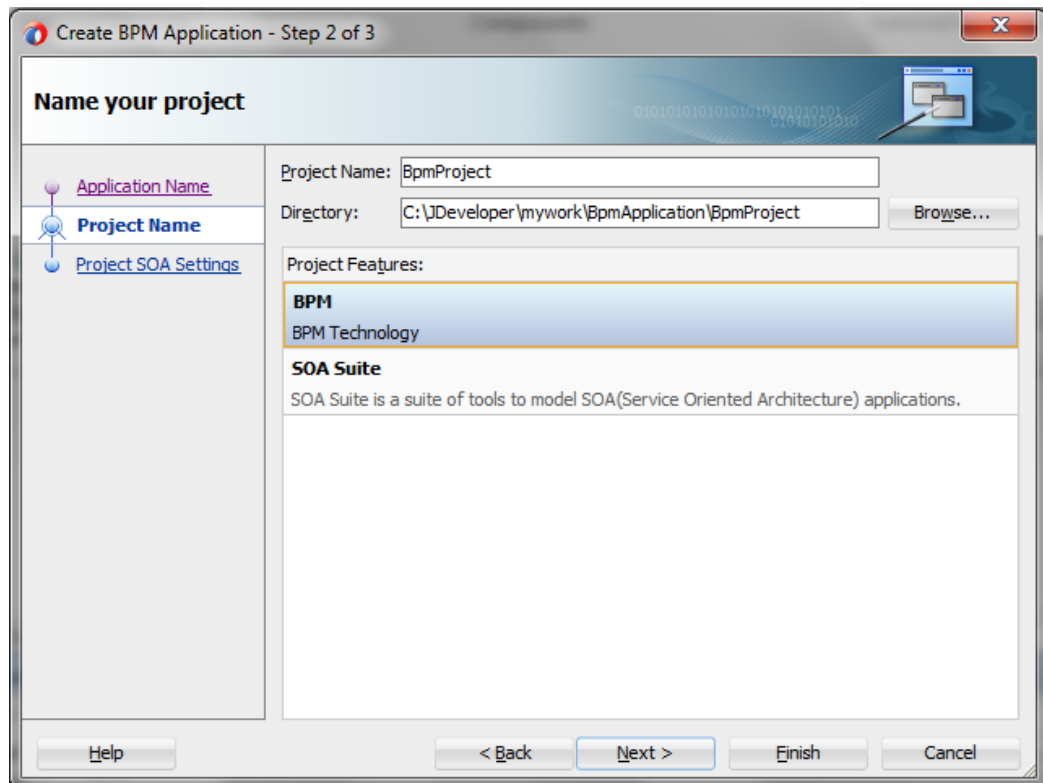 Create BPM Application - Step 2 of 3
Name your project
Application Name
Project Name
Project SOA Settings
Project Name: BpmProject
Directory: C:\JDeveloper\mywork\BpmApplication\BpmProject Browse...
Project Features:
BPM
BPM Technology
SOA Suite
SOA Suite is a suite of tools to model SOA(Service Oriented Architecture) applications.
Help < Back Next > Finish Cancel